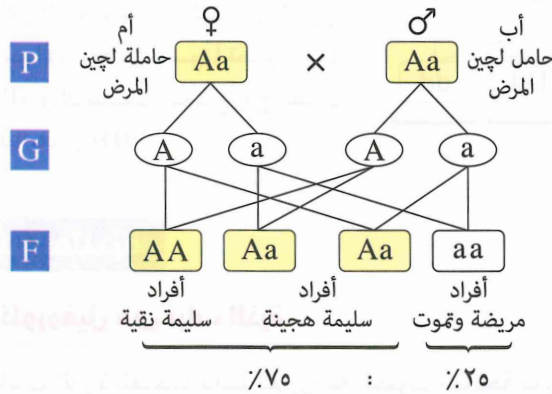 ♀ ♂
أم
حاملة لچين
المرض
أب
حامل لچين
المرض
P Aa × Aa
G A a A a
F AA Aa Aa aa
أفراد
سليمة نقية
أفراد
سليمة هجينة
أفراد
مريضة وتموت
٪٧٥ : ٪٢٥